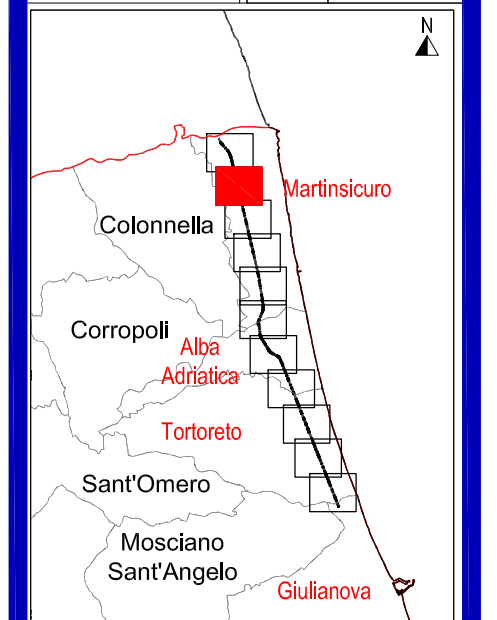 N
Martinsicuro
Colonnella
Corropoli
Alba
Adriatica
Tortoreto
Sant'Omero
Mosciano
Sant'Angelo
Giulianova